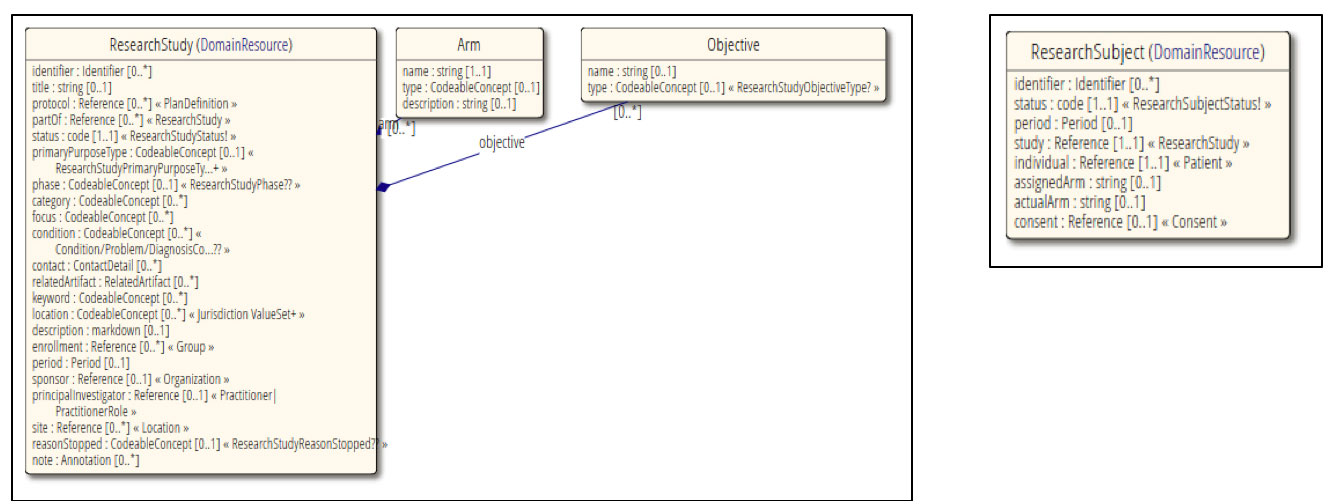 ResearchStudy (DomainResource)
identifier : Identifier [0..*]
title : string [0..1]
protocol : Reference [0..*] « PlanDefinition »
partOf : Reference [0..*] « ResearchStudy »
status : code [1..1] « ResearchStudyStatus! »
primaryPurposeType : CodeableConcept [0..1] «
ResearchStudyPrimaryPurposeTy...+ »
phase : CodeableConcept [0..1] « ResearchStudyPhase?? »
category : CodeableConcept [0..*]
focus : CodeableConcept [0..*]
condition : CodeableConcept [0..*] «
Condition/Problem/DiagnosisCo...?? »
contact : ContactDetail [0..*]
relatedArtifact : RelatedArtifact [0..*]
keyword : CodeableConcept [0..*]
location : CodeableConcept [0..*] « Jurisdiction ValueSet+ »
description : markdown [0..1]
enrollment : Reference [0..*] « Group »
period : Period [0..1]
sponsor : Reference [0..1] « Organization »
principalInvestigator : Reference [0..1] « Practitioner|
PractitionerRole »
site : Reference [0..*] « Location »
reasonStopped : CodeableConcept [0..1] « ResearchStudyReasonStopped?? »
note : Annotation [0..*]
Arm
name : string [1..1]
type : CodeableConcept [0..1]
description : string [0..1]
arm
[0..*]
Objective
name : string [0..1]
type : CodeableConcept [0..1] « ResearchStudyObjectiveType? »
[0..*]
objective
ResearchSubject (DomainResource)
identifier : Identifier [0..*]
status : code [1..1] « ResearchSubjectStatus! »
period : Period [0..1]
study : Reference [1..1] « ResearchStudy »
individual : Reference [1..1] « Patient »
assignedArm : string [0..1]
actualArm : string [0..1]
consent : Reference [0..1] « Consent »